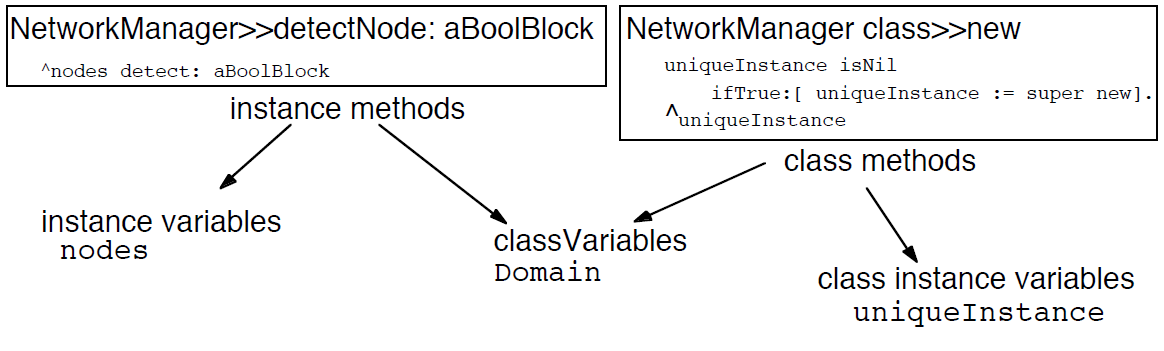 NetworkManager>>detectNode: aBoolBlock
^nodes detect: aBoolBlock
instance methods
NetworkManager class>>new
uniqueInstance isNil
ifTrue:[ uniqueInstance := super new].
^uniqueInstance
class methods
instance variables
nodes
classVariables
Domain
class instance variables
uniqueInstance